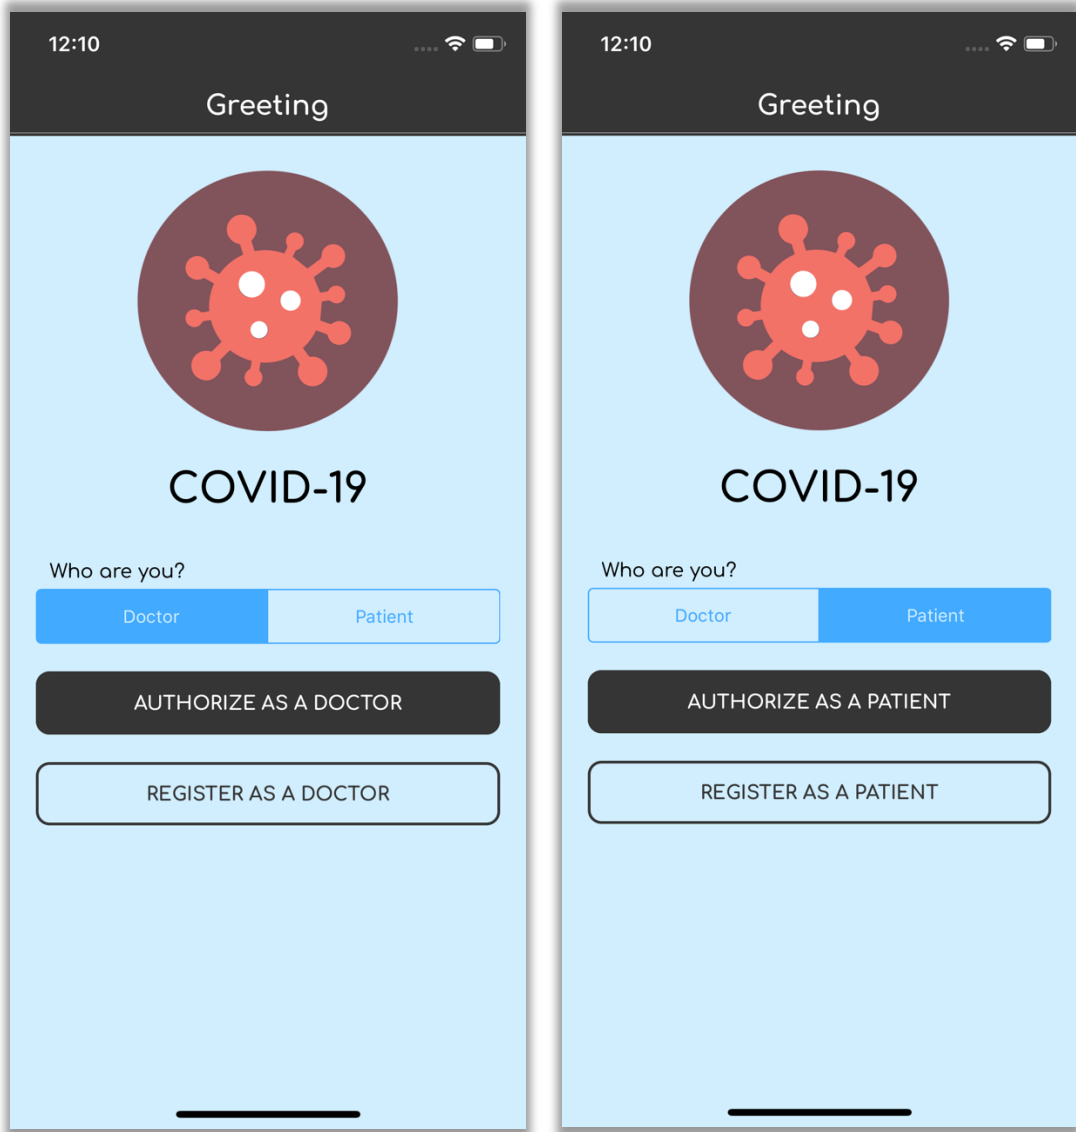 12:10
Greeting
COVID-19
Who are you?
Doctor Patient
AUTHORIZE AS A DOCTOR
REGISTER AS A DOCTOR
12:10
Greeting
COVID-19
Who are you?
Doctor Patient
AUTHORIZE AS A PATIENT
REGISTER AS A PATIENT